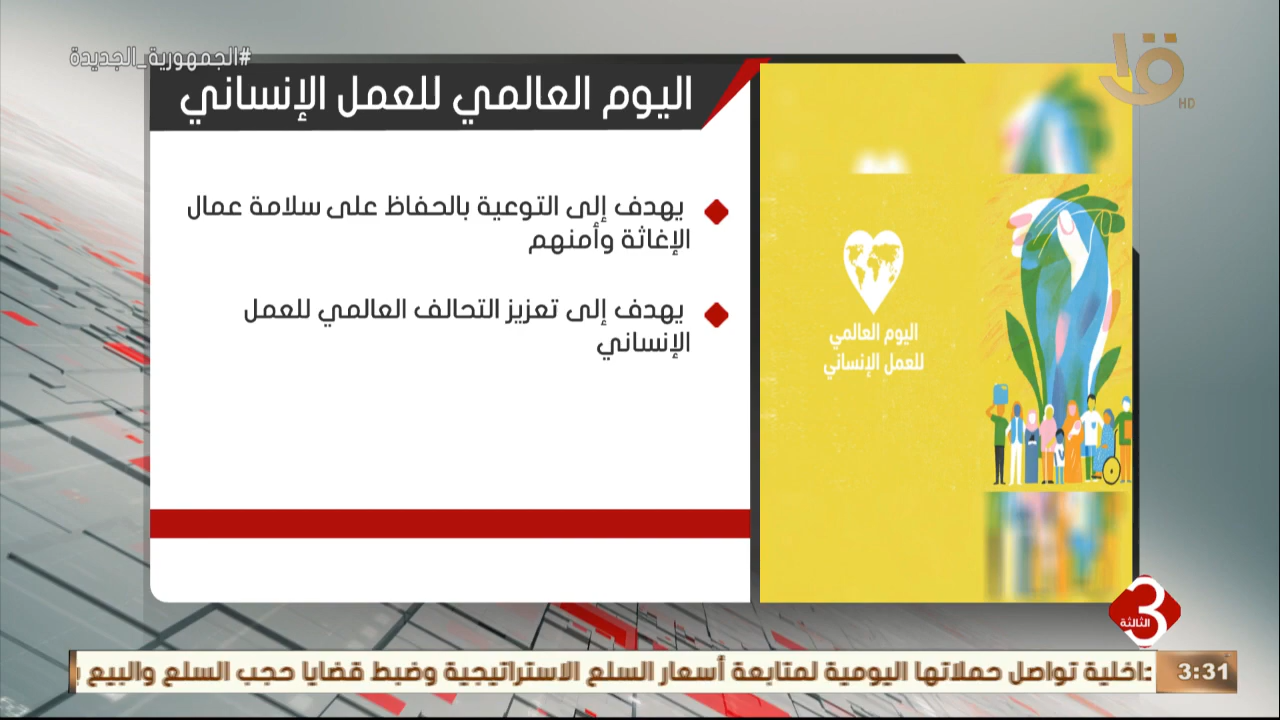 #الجمهورية_الجديدة
HD
اليوم العالمي للعمل الإنساني
يهدف إلى التوعية بالحفاظ على سلامة عمال
الإغاثة وأمنهم
يهدف إلى تعزيز التحالف العالمي للعمل
الإنساني
اليوم العالمي
للعمل الإنساني
3
الثالثة
3:31
تواصل حملاتها اليومية لمتابعة أسعار السلع الاستراتيجية وضبط قضايا حجب السلع والبيع